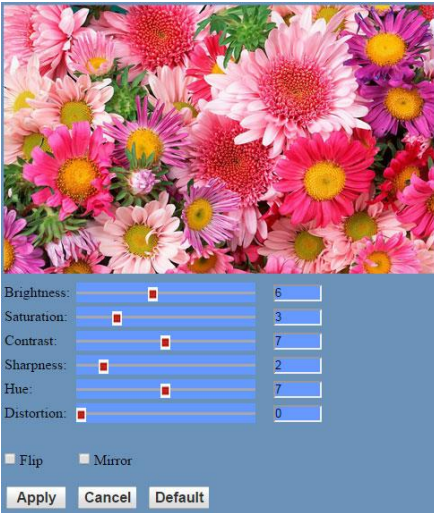 Brightness: 6
Saturation: 3
Contrast: 7
Sharpness: 2
Hue: 7
Distortion: 0
Flip Mirror
Apply Cancel Default